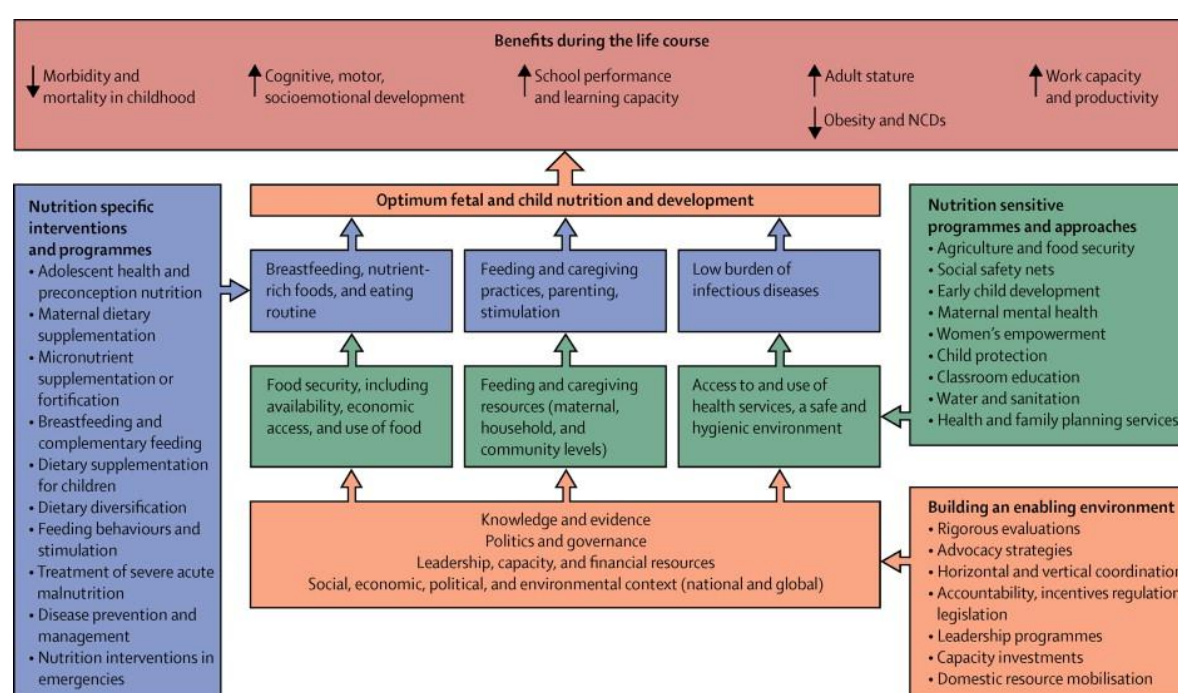 Benefits during the life course
Morbidity and
mortality in childhood
Cognitive, motor,
socioemotional development
School performance
and learning capacity
Adult stature
Obesity and NCDs
Work capacity
and productivity
Nutrition specific
interventions
and programmes
• Adolescent health and
preconception nutrition
• Maternal dietary
supplementation
• Micronutrient
supplementation or
fortification
• Breastfeeding and
complementary feeding
• Dietary supplementation
for children
• Dietary diversification
• Feeding behaviours and
stimulation
• Treatment of severe acute
malnutrition
• Disease prevention and
management
• Nutrition interventions in
emergencies
Optimum fetal and child nutrition and development
Breastfeeding, nutrient-
rich foods, and eating
routine
Feeding and caregiving
practices, parenting,
stimulation
Low burden of
infectious diseases
Food security, including
availability, economic
access, and use of food
Feeding and caregiving
resources (maternal,
household, and
community levels)
Access to and use of
health services, a safe and
hygienic environment
Knowledge and evidence
Politics and governance
Leadership, capacity, and financial resources
Social, economic, political, and environmental context (national and global)
Nutrition sensitive
programmes and approaches
• Agriculture and food security
• Social safety nets
• Early child development
• Maternal mental health
• Women's empowerment
• Child protection
• Classroom education
• Water and sanitation
• Health and family planning services
Building an enabling environment
• Rigorous evaluations
• Advocacy strategies
• Horizontal and vertical coordination
• Accountability, incentives regulation
legislation
• Leadership programmes
• Capacity investments
• Domestic resource mobilisation